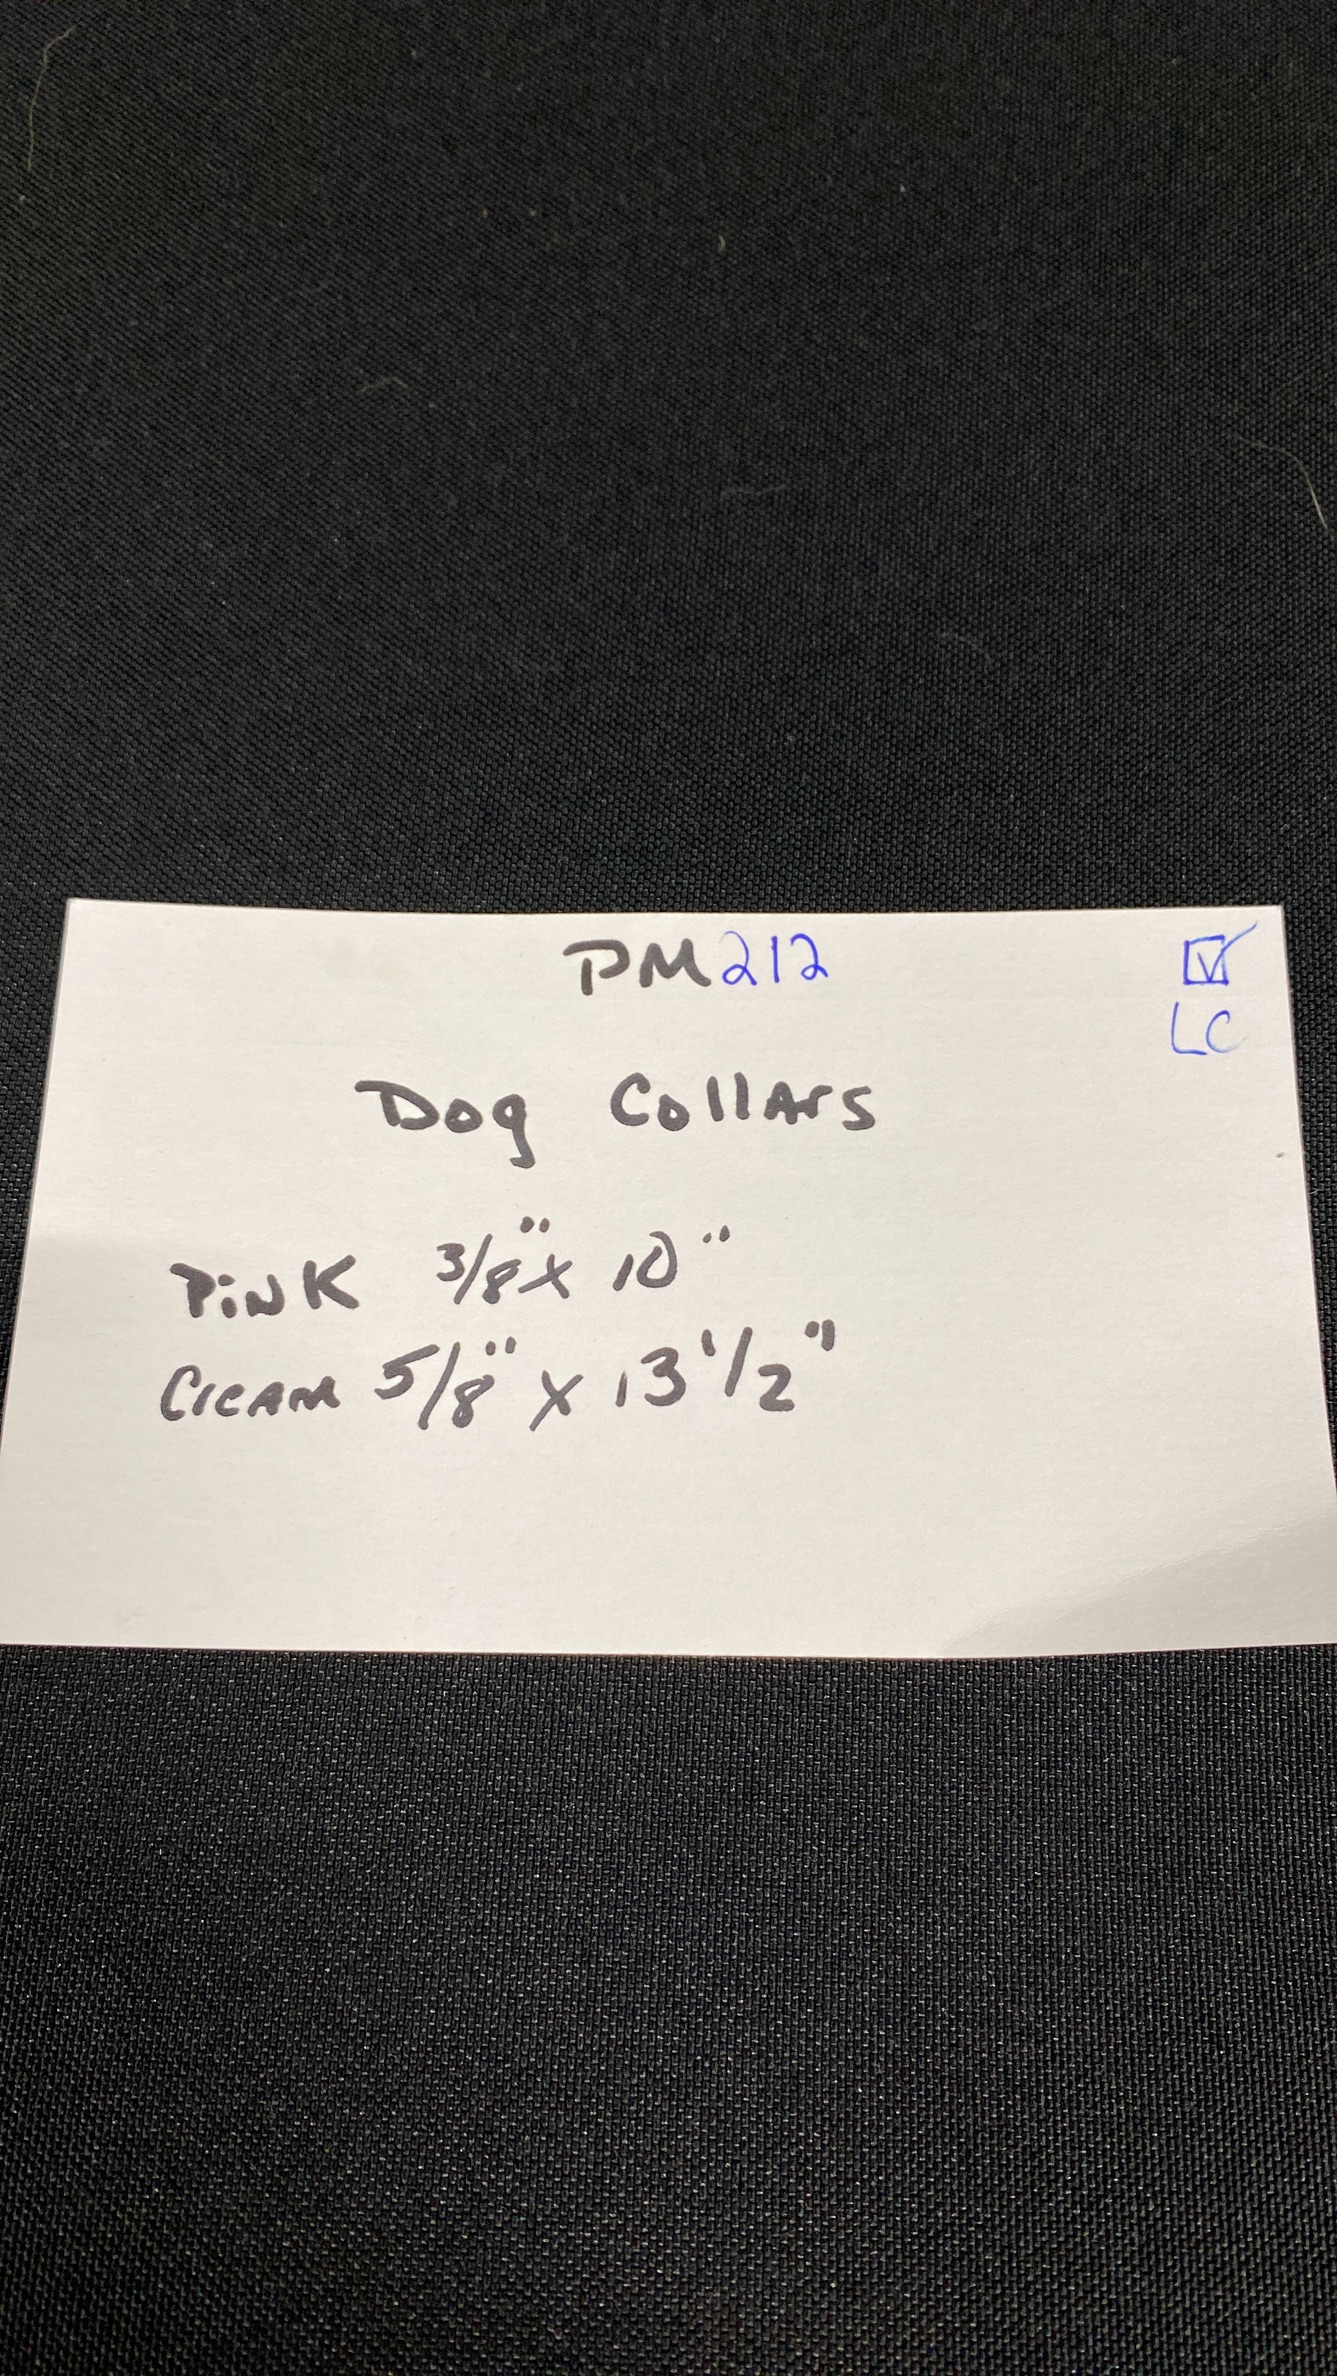 PM212
☑
LC
Dog Collars
PiNK 3/8" x 10"
CreAM 5/8" x 13 1/2"